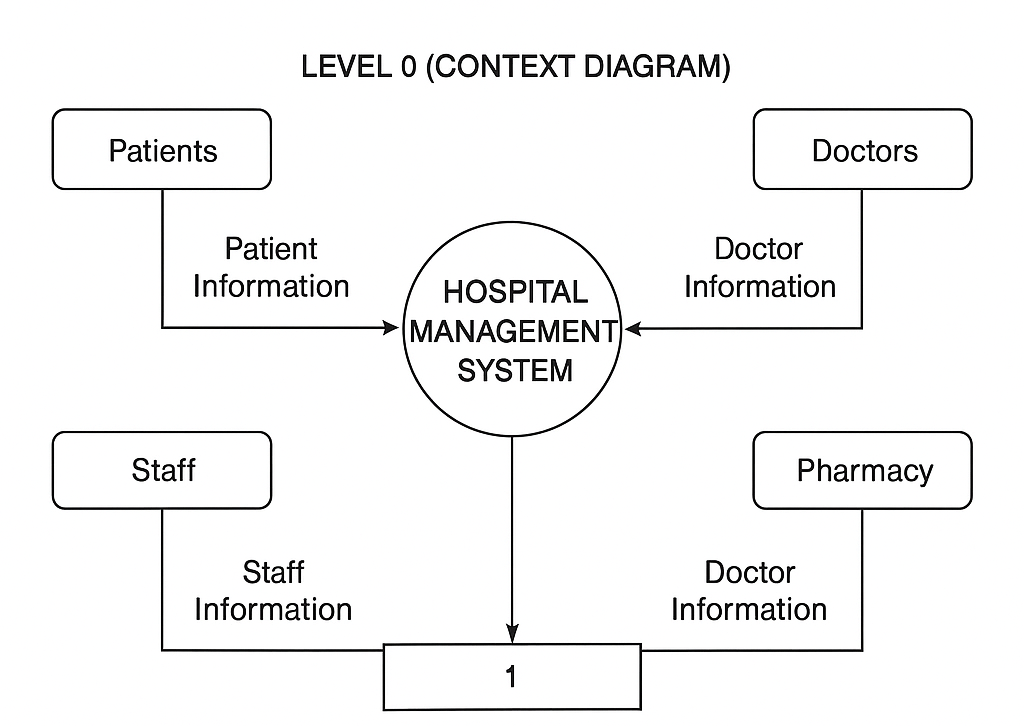 LEVEL 0 (CONTEXT DIAGRAM)
Patients
Doctors
Patient
Information
Doctor
Information
HOSPITAL
MANAGEMENT
SYSTEM
Staff
Pharmacy
Staff
Information
Doctor
Information
1